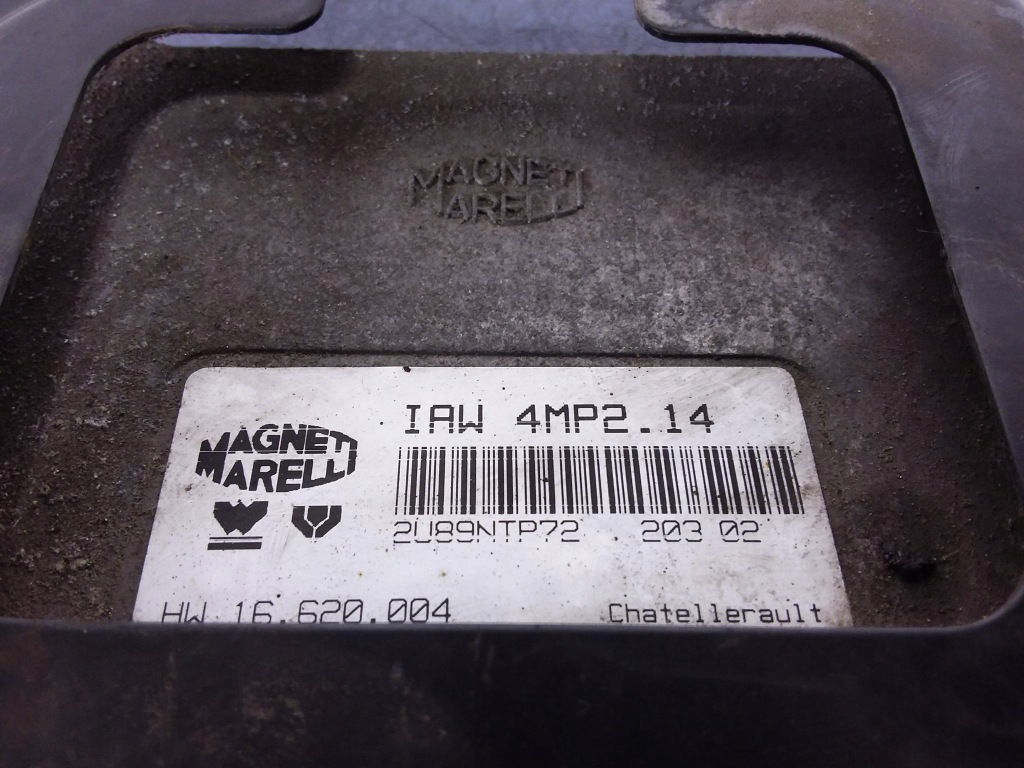 MAGNETI
MARELLI
IAW 4MP2.14
MAGNETI
MARELLI
2U89NTP72 203 02
HW 16.620.004 Chatellerault